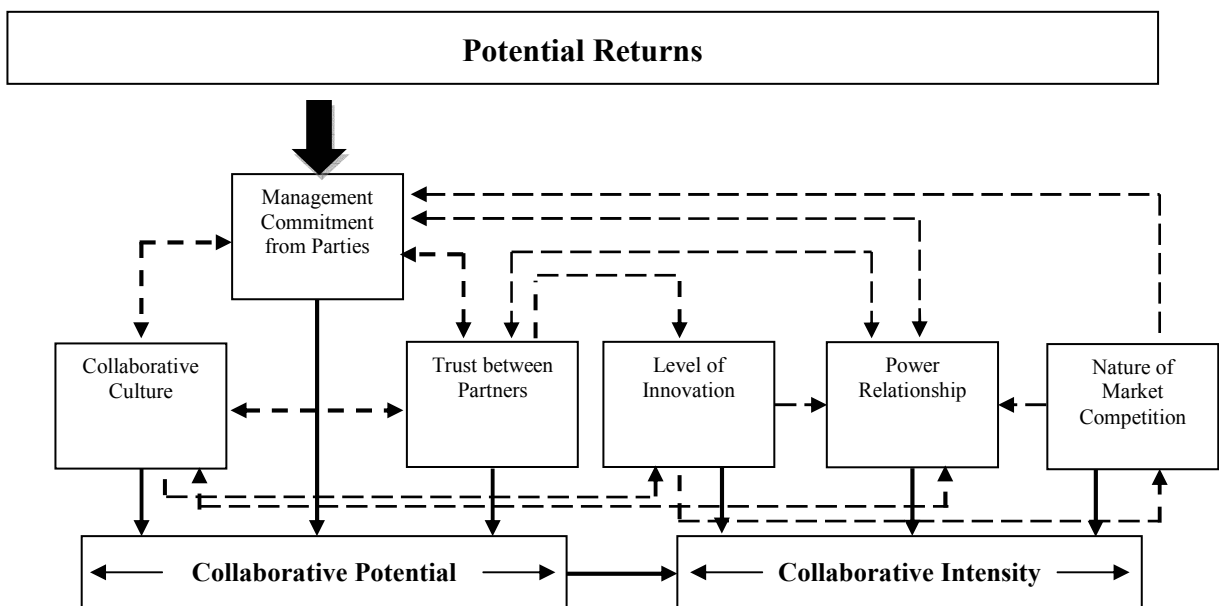 Potential Returns
Management
Commitment
from Parties
Collaborative
Culture
Trust between
Partners
Level of
Innovation
Power
Relationship
Nature of
Market
Competition
Collaborative Potential
Collaborative Intensity